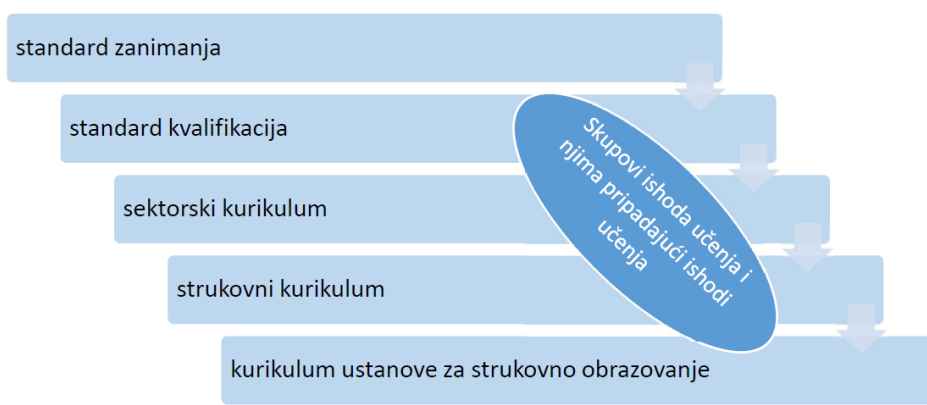 standard zanimanja
standard kvalifikacija
sektorski kurikulum
strukovni kurikulum
kurikulum ustanove za strukovno obrazovanje
Skupovi ishoda učenja i
njima pripadajući ishodi
učenja